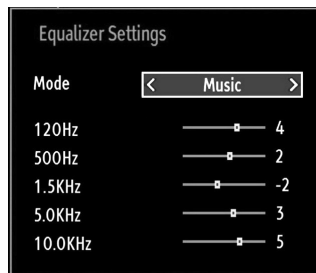 Equalizer Settings
Mode < Music >
120Hz 4
500Hz 2
1.5KHz -2
5.0KHz 3
10.0KHz 5